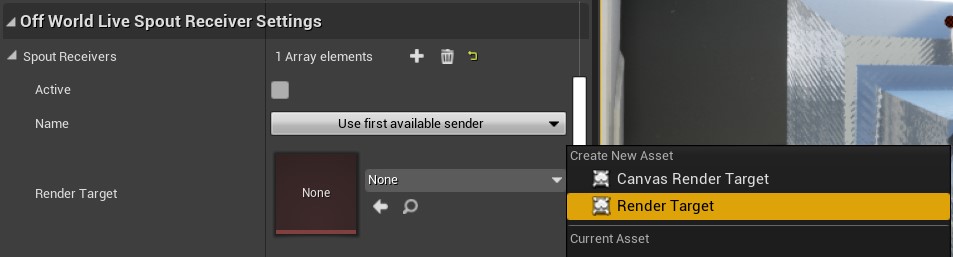 Off World Live Spout Receiver Settings
Spout Receivers
1 Array elements
Active
Name
Use first available sender
Render Target
None
None
Create New Asset
Canvas Render Target
Render Target
Current Asset